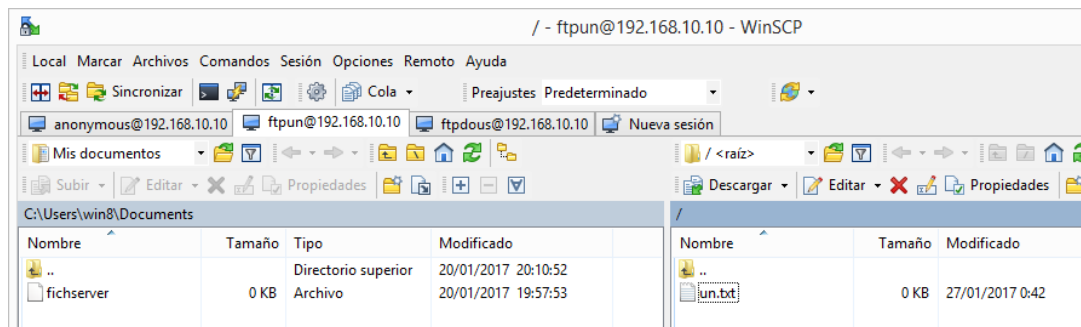 / - ftpun@192.168.10.10 - WinSCP
Local Marcar Archivos Comandos Sesión Opciones Remoto Ayuda
Sincronizar Cola Preajustes Predeterminado
anonymous@192.168.10.10 ftpun@192.168.10.10 ftpdous@192.168.10.10 Nueva sesión
Mis documentos / <raíz>
Subir Editar Propiedades Descargar Editar Propiedades
C:\Users\win8\Documents /
Nombre Tamaño Tipo Modificado Nombre Tamaño Modificado
.. Directorio superior 20/01/2017 20:10:52 ..
fichserver 0 KB Archivo 20/01/2017 19:57:53 un.txt 0 KB 27/01/2017 0:42